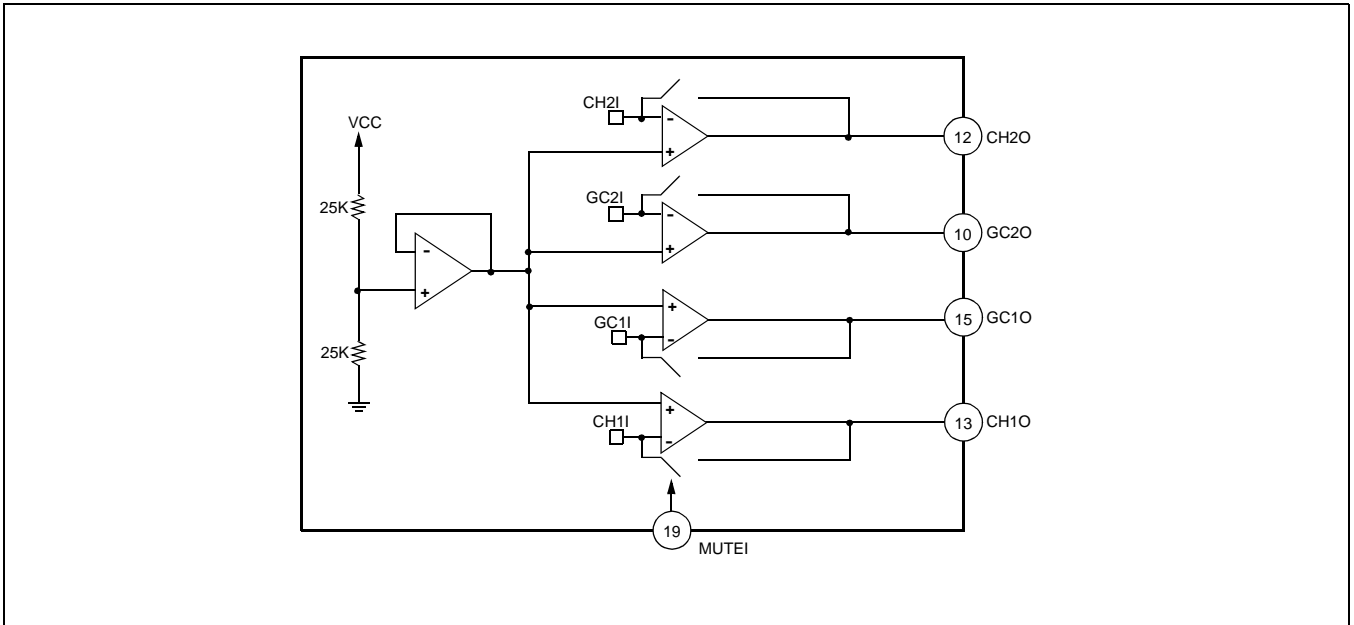 CH2I
VCC
-
12 CH2O
+
25K
GC2I
-
10 GC2O
-
+
+
+
15 GC1O
GC1I
-
25K
+
CH1I
13 CH1O
-
19
MUTEI